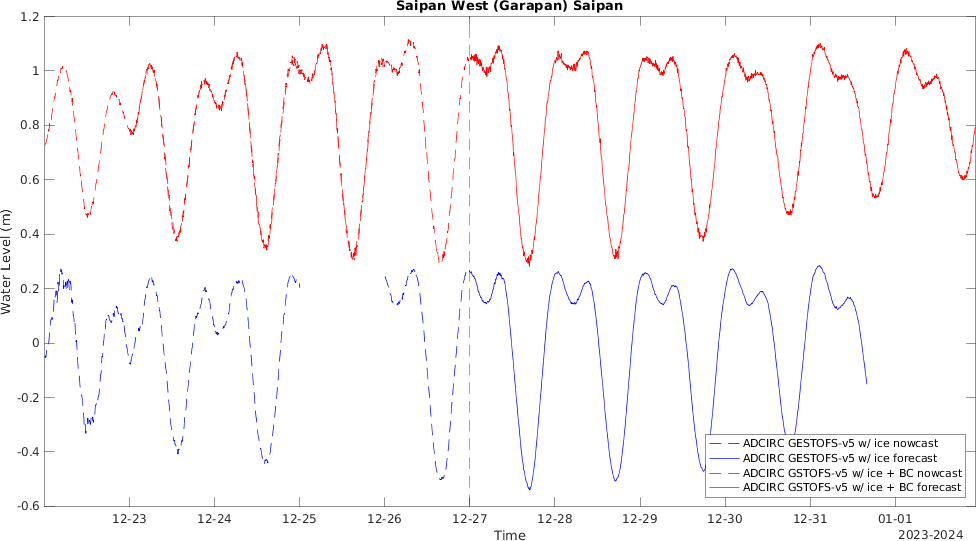 Saipan West (Garapan) Saipan
1.2
1
0.8
0.6
0.4
0.2
0
-0.2
-0.4
-0.6
Water Level (m)
ADCIRC GESTOFS-v5 w/ ice nowcast
ADCIRC GESTOFS-v5 w/ ice forecast
ADCIRC GSTOFS-v5 w/ ice + BC nowcast
ADCIRC GSTOFS-v5 w/ ice + BC forecast
12-23 12-24 12-25 12-26 12-27 12-28 12-29 12-30 12-31 01-01
Time
2023-2024